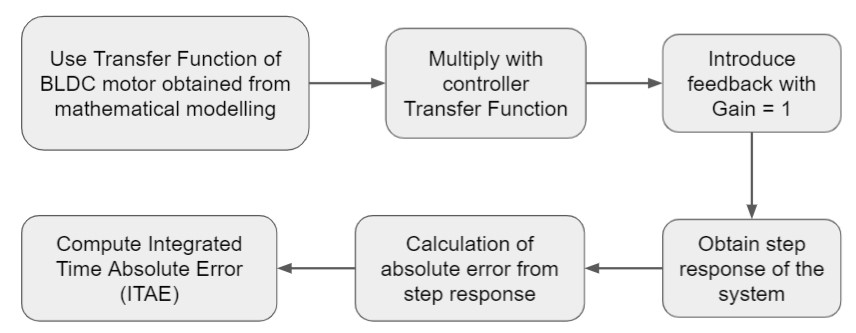 Use Transfer Function of
BLDC motor obtained from
mathematical modelling
Multiply with
controller
Transfer Function
Introduce
feedback with
Gain = 1
Obtain step
response of the
system
Calculation of
absolute error from
step response
Compute Integrated
Time Absolute Error
(ITAE)